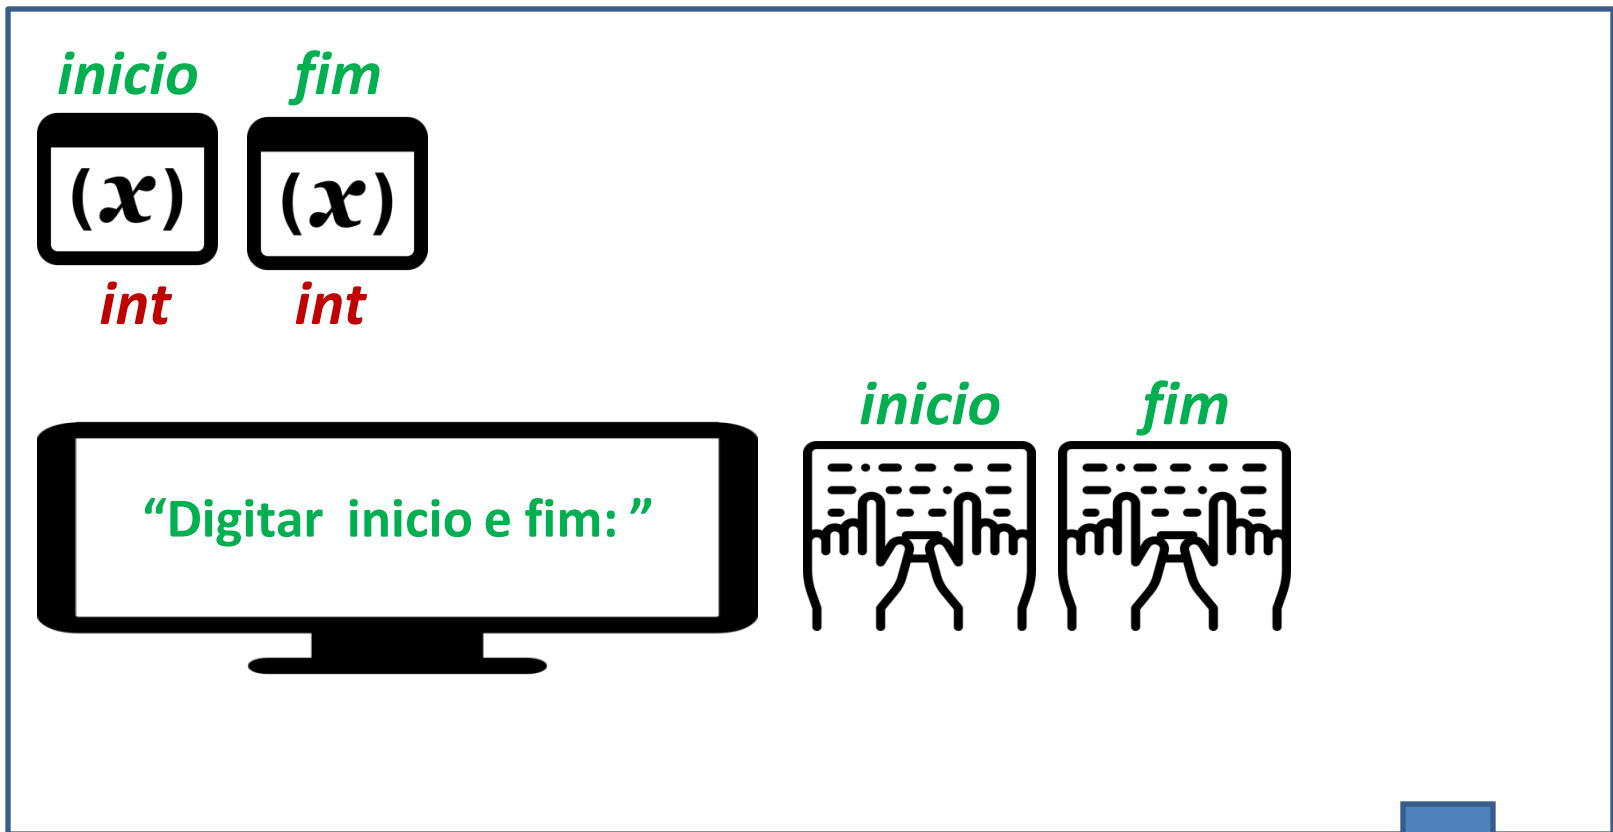 inicio fim
(x) (x)
int int
inicio fim
“Digitar inicio e fim: ”